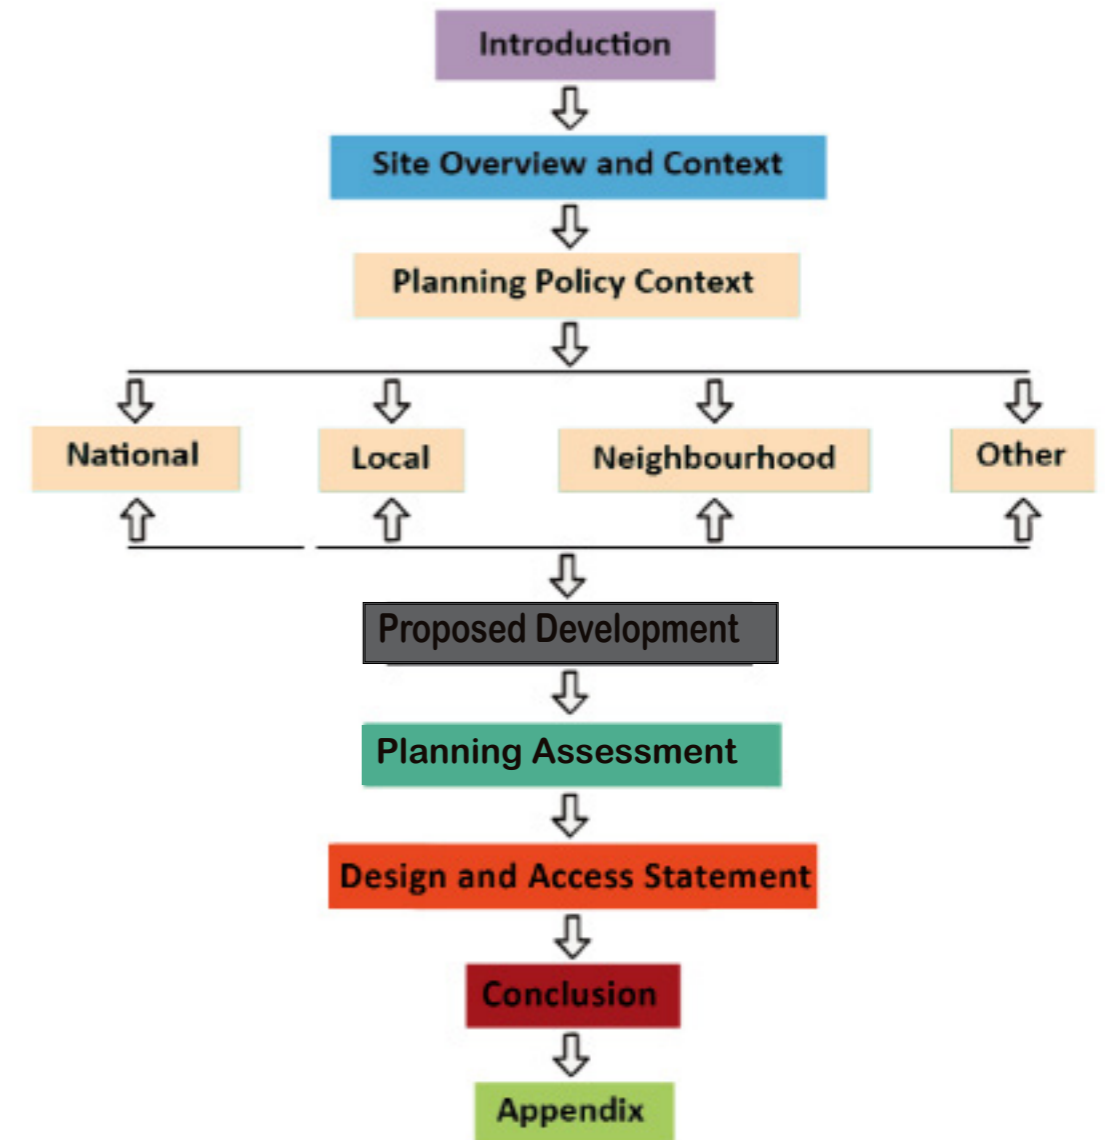 Introduction
Site Overview and Context
Planning Policy Context
National
Local
Neighbourhood
Other
Proposed Development
Planning Assessment
Design and Access Statement
Conclusion
Appendix